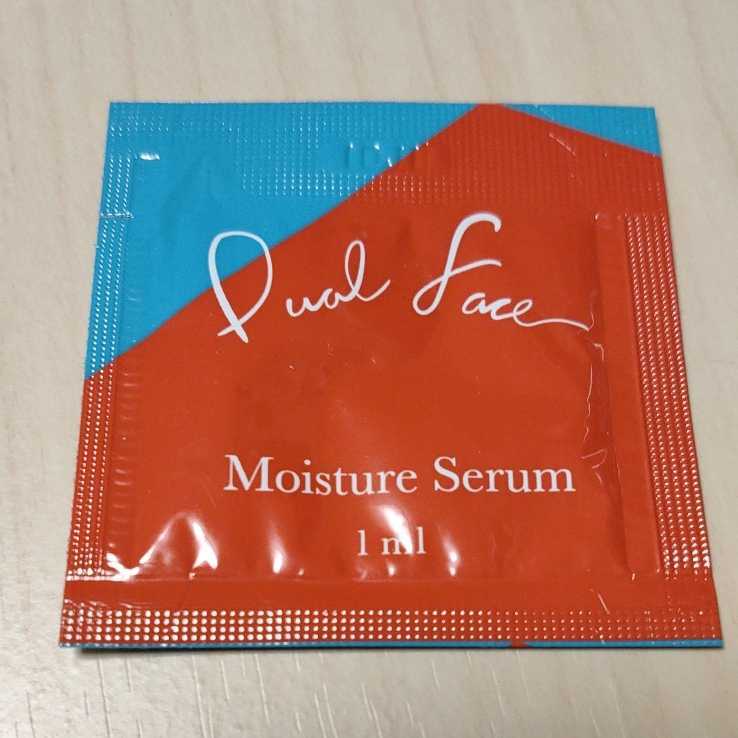 Dual Face
Moisture Serum
1 ml